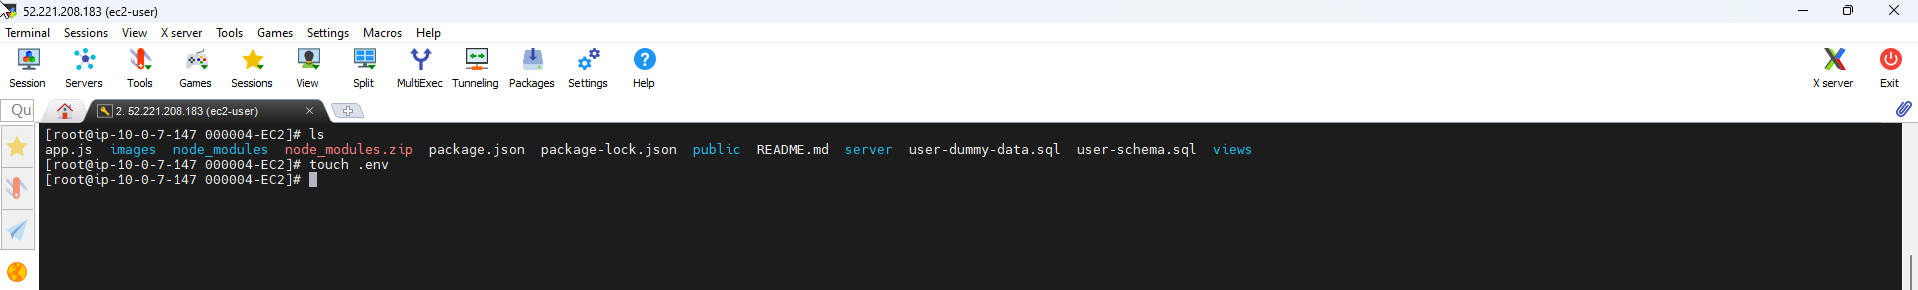 52.221.208.183 (ec2-user)
Terminal Sessions View X server Tools Games Settings Macros Help
Session Servers Tools Games Sessions View Split MultiExec Tunneling Packages Settings Help X server Exit
Qu 2. 52.221.208.183 (ec2-user)
[root@ip-10-0-7-147 000004-EC2]# ls
app.js images node_modules node_modules.zip package.json package-lock.json public README.md server user-dummy-data.sql user-schema.sql views
[root@ip-10-0-7-147 000004-EC2]# touch .env
[root@ip-10-0-7-147 000004-EC2]#